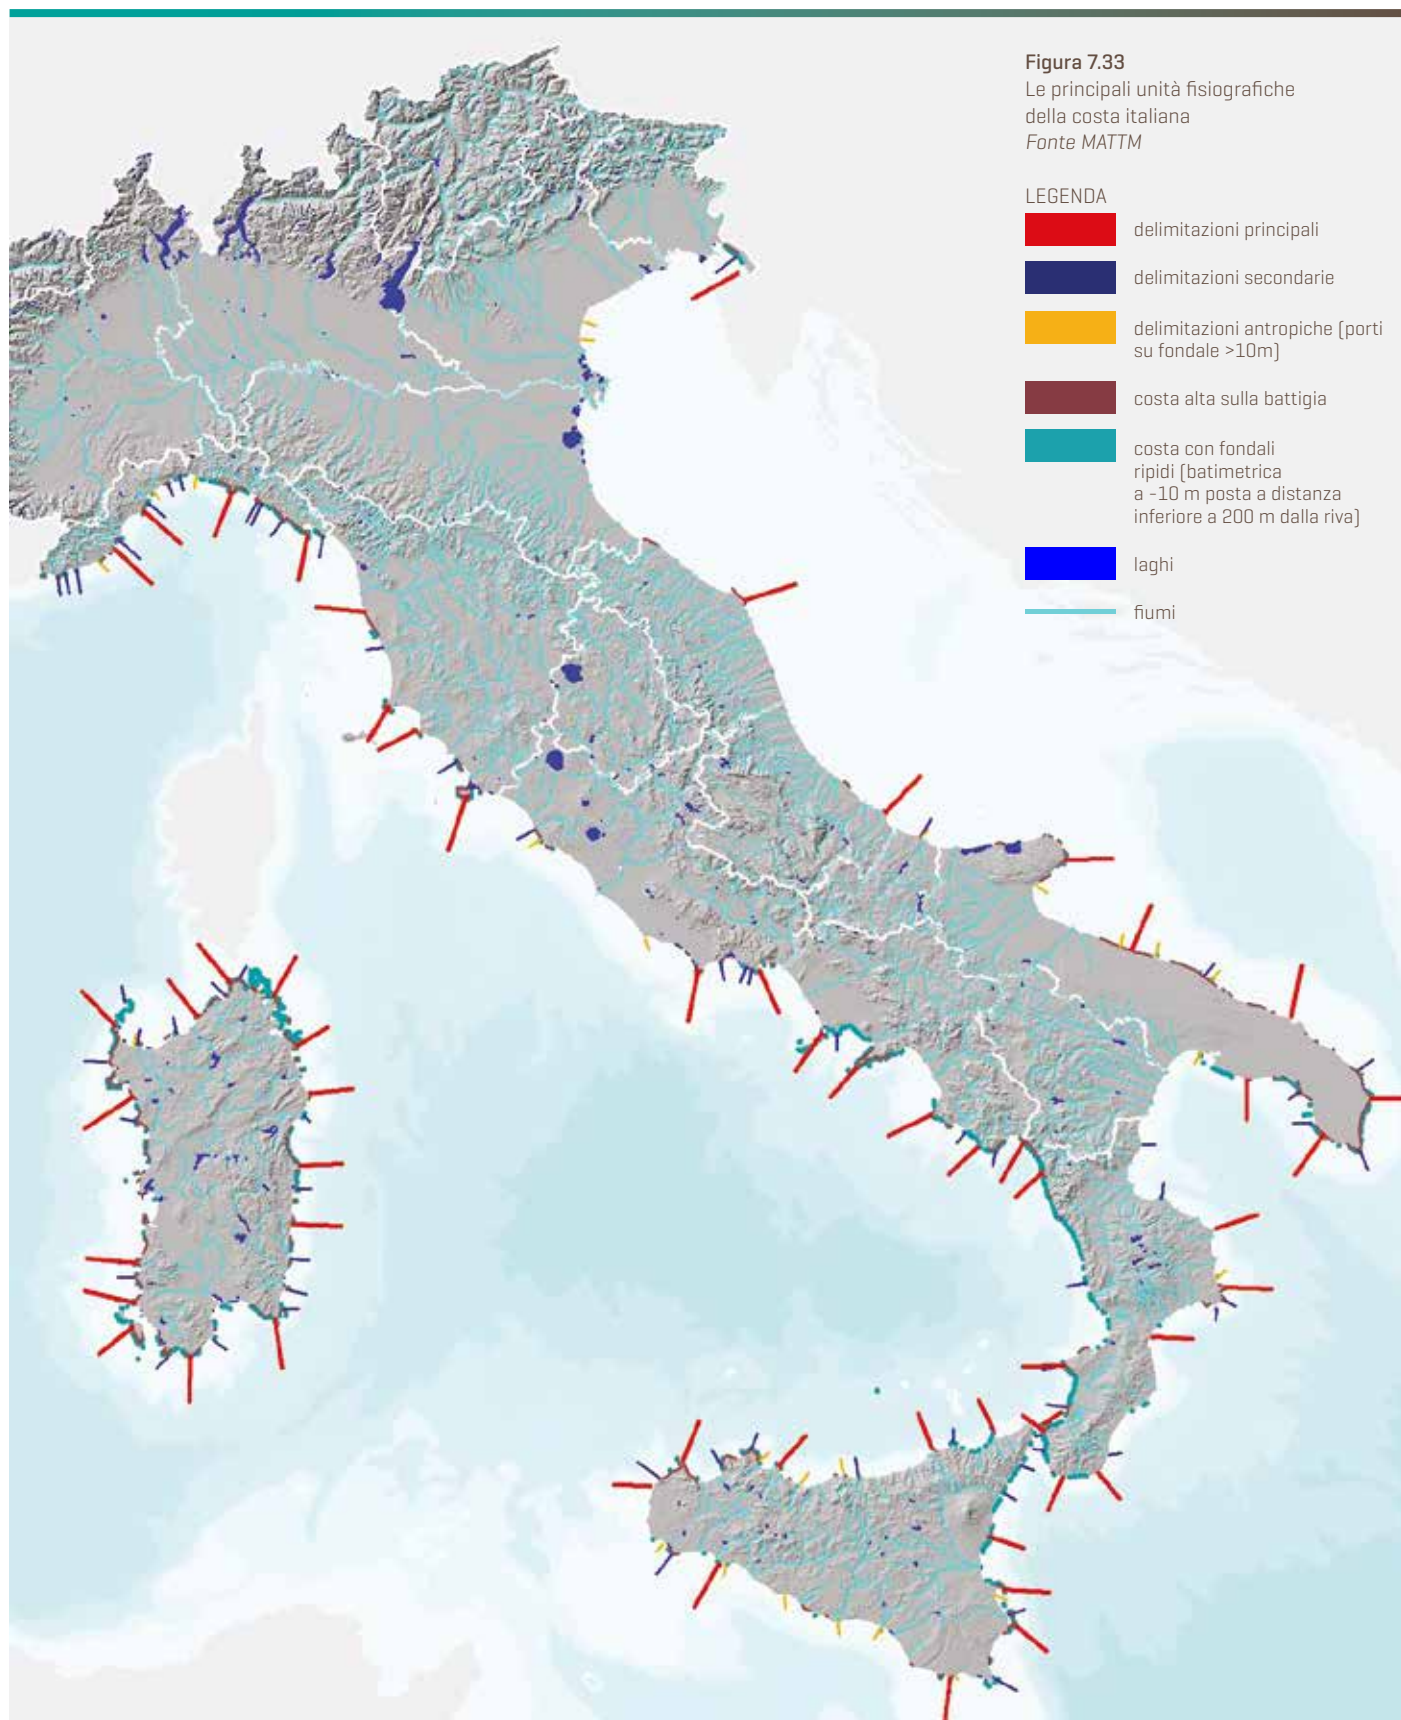 Figura 7.33
Le principali unità fisiografiche
della costa italiana
Fonte MATTM
LEGENDA
delimitazioni principali
delimitazioni secondarie
delimitazioni antropiche (porti
su fondale >10m)
costa alta sulla battigia
costa con fondali
ripidi (batimetrica
a -10 m posta a distanza
inferiore a 200 m dalla riva)
laghi
fiumi